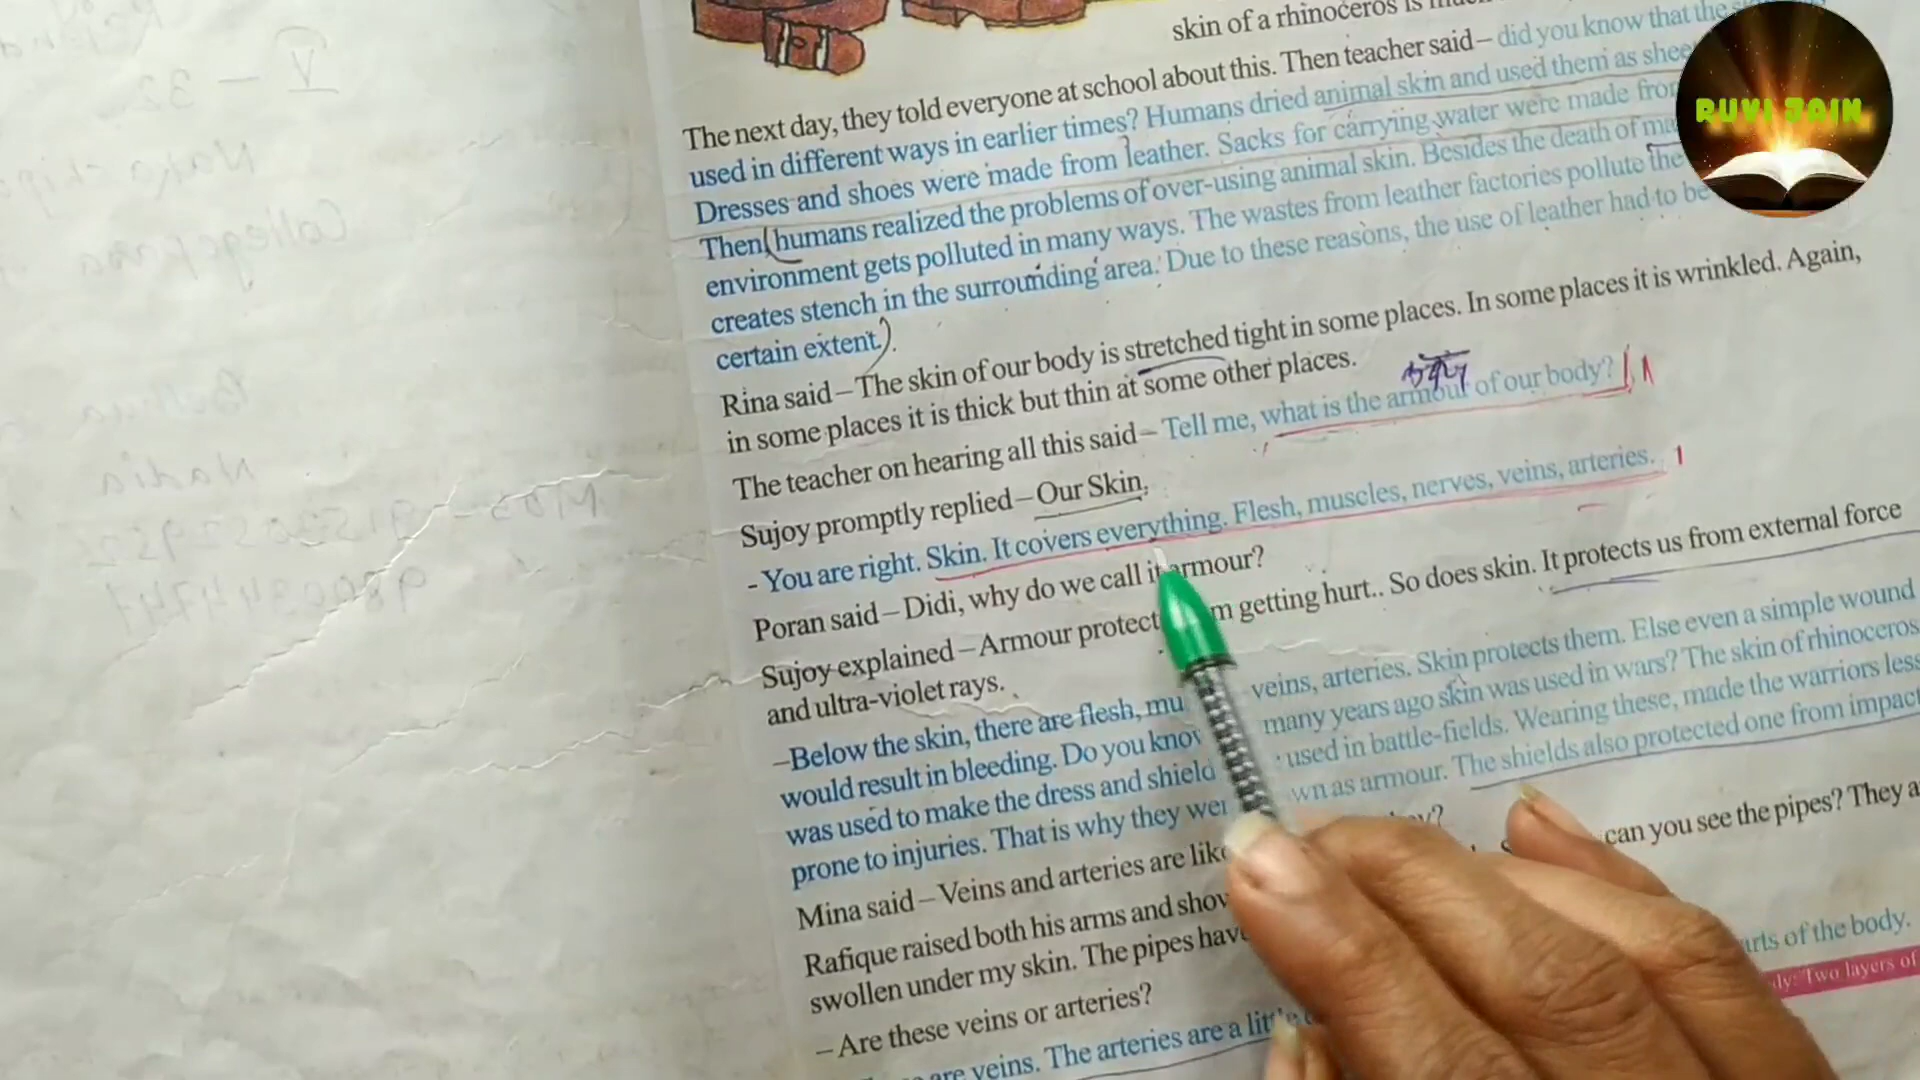 skin of a rhinoceros is
The next day, they told everyone at school about this. Then teacher said – did you know that the
used in different ways in earlier times? Humans dried animal skin and used them as
Dresses and shoes were made from leather. Sacks for carrying water were made from
Then humans realized the problems of over-using animal skin. Besides the death of
environment gets polluted in many ways. The wastes from leather factories pollute the
creates stench in the surrounding area. Due to these reasons, the use of leather had to be
certain extent.
Rina said – The skin of our body is stretched tight in some places. In some places it is wrinkled. Again,
in some places it is thick but thin at some other places.
The teacher on hearing all this said – Tell me, what is the armour of our body?
Sujoy promptly replied – Our Skin.
- You are right. Skin. It covers everything. Flesh, muscles, nerves, veins, arteries.
Poran said – Didi, why do we call it armour?
Sujoy explained – Armour protect getting hurt.. So does skin. It protects us from external force
and ultra-violet rays.
–Below the skin, there are flesh, veins, arteries. Skin protects them. Else even a simple wound
would result in bleeding. Do you many years ago skin was used in wars? The skin of rhinoceros
was used to make the dress and shield used in battle-fields. Wearing these, made the warriors less
prone to injuries. That is why they as armour. The shields also protected one from impact
Mina said – Veins and arteries are
Rafique raised both his arms and can you see the pipes? They
swollen under my skin. The pipes
– Are these veins or arteries? of the body.
are veins. The arteries are a little
Two layers of
RUVI JAIN